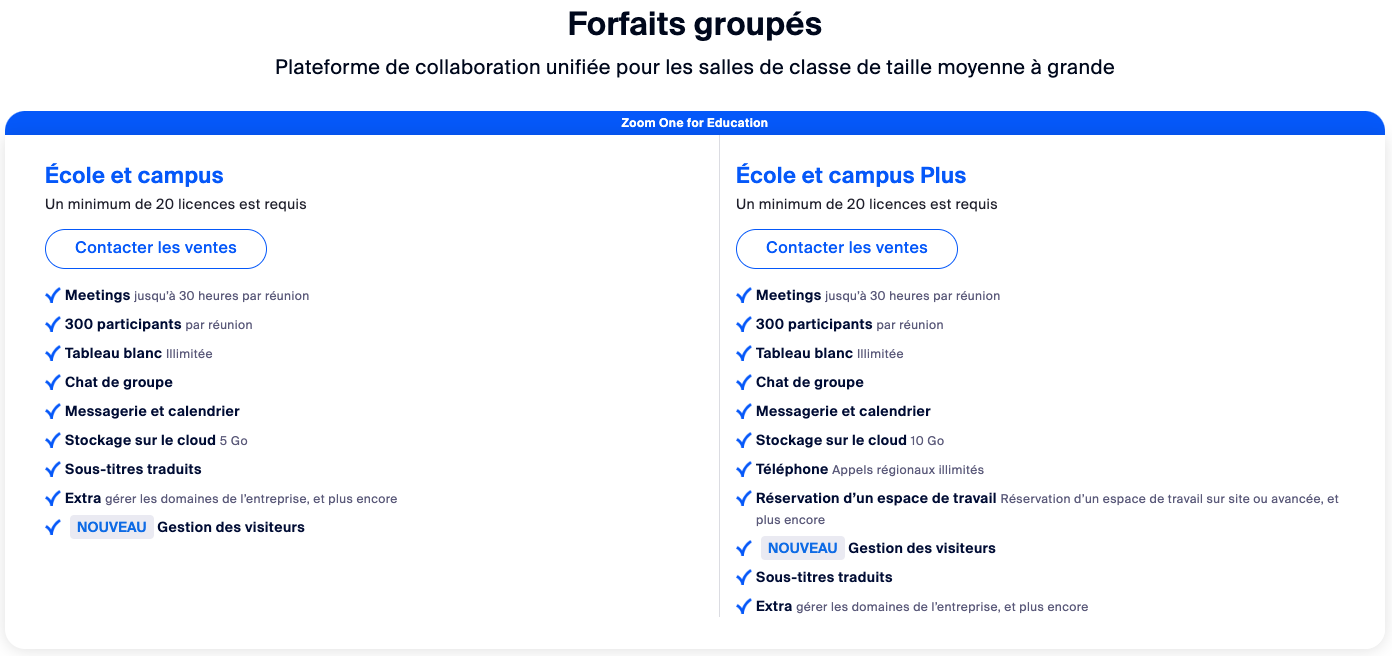 Forfaits groupés
Plateforme de collaboration unifiée pour les salles de classe de taille moyenne à grande
Zoom One for Education
École et campus
Un minimum de 20 licences est requis
Contacter les ventes
Meetings jusqu'à 30 heures par réunion
300 participants par réunion
Tableau blanc Illimitée
Chat de groupe
Messagerie et calendrier
Stockage sur le cloud 5 Go
Sous-titres traduits
Extra gérer les domaines de l'entreprise, et plus encore
NOUVEAU Gestion des visiteurs
École et campus Plus
Un minimum de 20 licences est requis
Contacter les ventes
Meetings jusqu'à 30 heures par réunion
300 participants par réunion
Tableau blanc Illimitée
Chat de groupe
Messagerie et calendrier
Stockage sur le cloud 10 Go
Téléphone Appels régionaux illimités
Réservation d'un espace de travail Réservation d'un espace de travail sur site ou avancée, et
plus encore
NOUVEAU Gestion des visiteurs
Sous-titres traduits
Extra gérer les domaines de l'entreprise, et plus encore